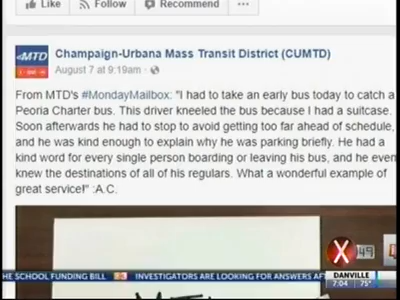 Like Follow Recommend
MTD
Champaign-Urbana Mass Transit District (CUMTD)
August 7 at 9:19am ·
From MTD's #MondayMailbox: "I had to take an early bus today to catch a
Peoria Charter bus. This driver kneeled the bus because I had a suitcase.
Soon afterwards he had to stop to avoid getting too far ahead of schedule,
and he was kind enough to explain why he was parking briefly. He had a
kind word for every single person boarding or leaving his bus, and he even
knew the destinations of all of his regulars. What a wonderful example of
great service!" :A.C.
X
DANVILLE
7:04 75°
THE SCHOOL FUNDING BILL 3 INVESTIGATORS ARE LOOKING FOR ANSWERS AF